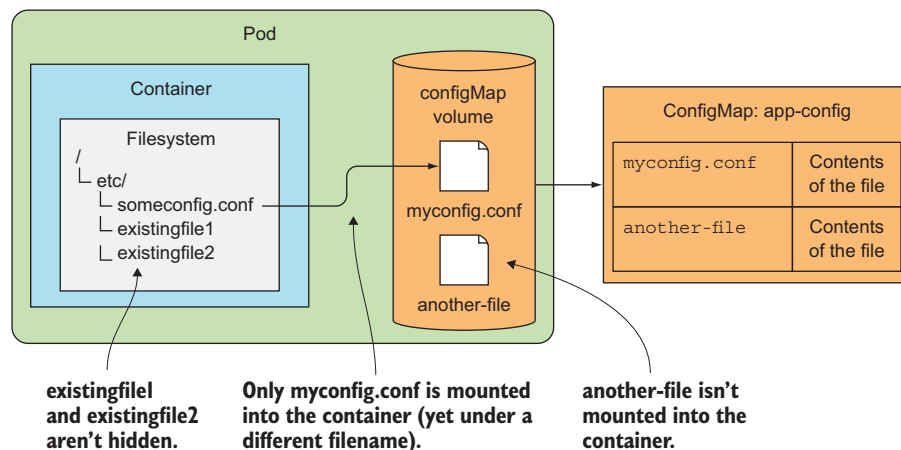 Pod
Container
Filesystem
/
etc/
someconfig.conf
existingfile1
existingfile2
configMap
volume
myconfig.conf
another-file
ConfigMap: app-config
myconfig.conf
Contents
of the file
another-file
Contents
of the file
existingfilel
and existingfile2
aren't hidden.
Only myconfig.conf is mounted
into the container (yet under a
different filename).
another-file isn't
mounted into the
container.